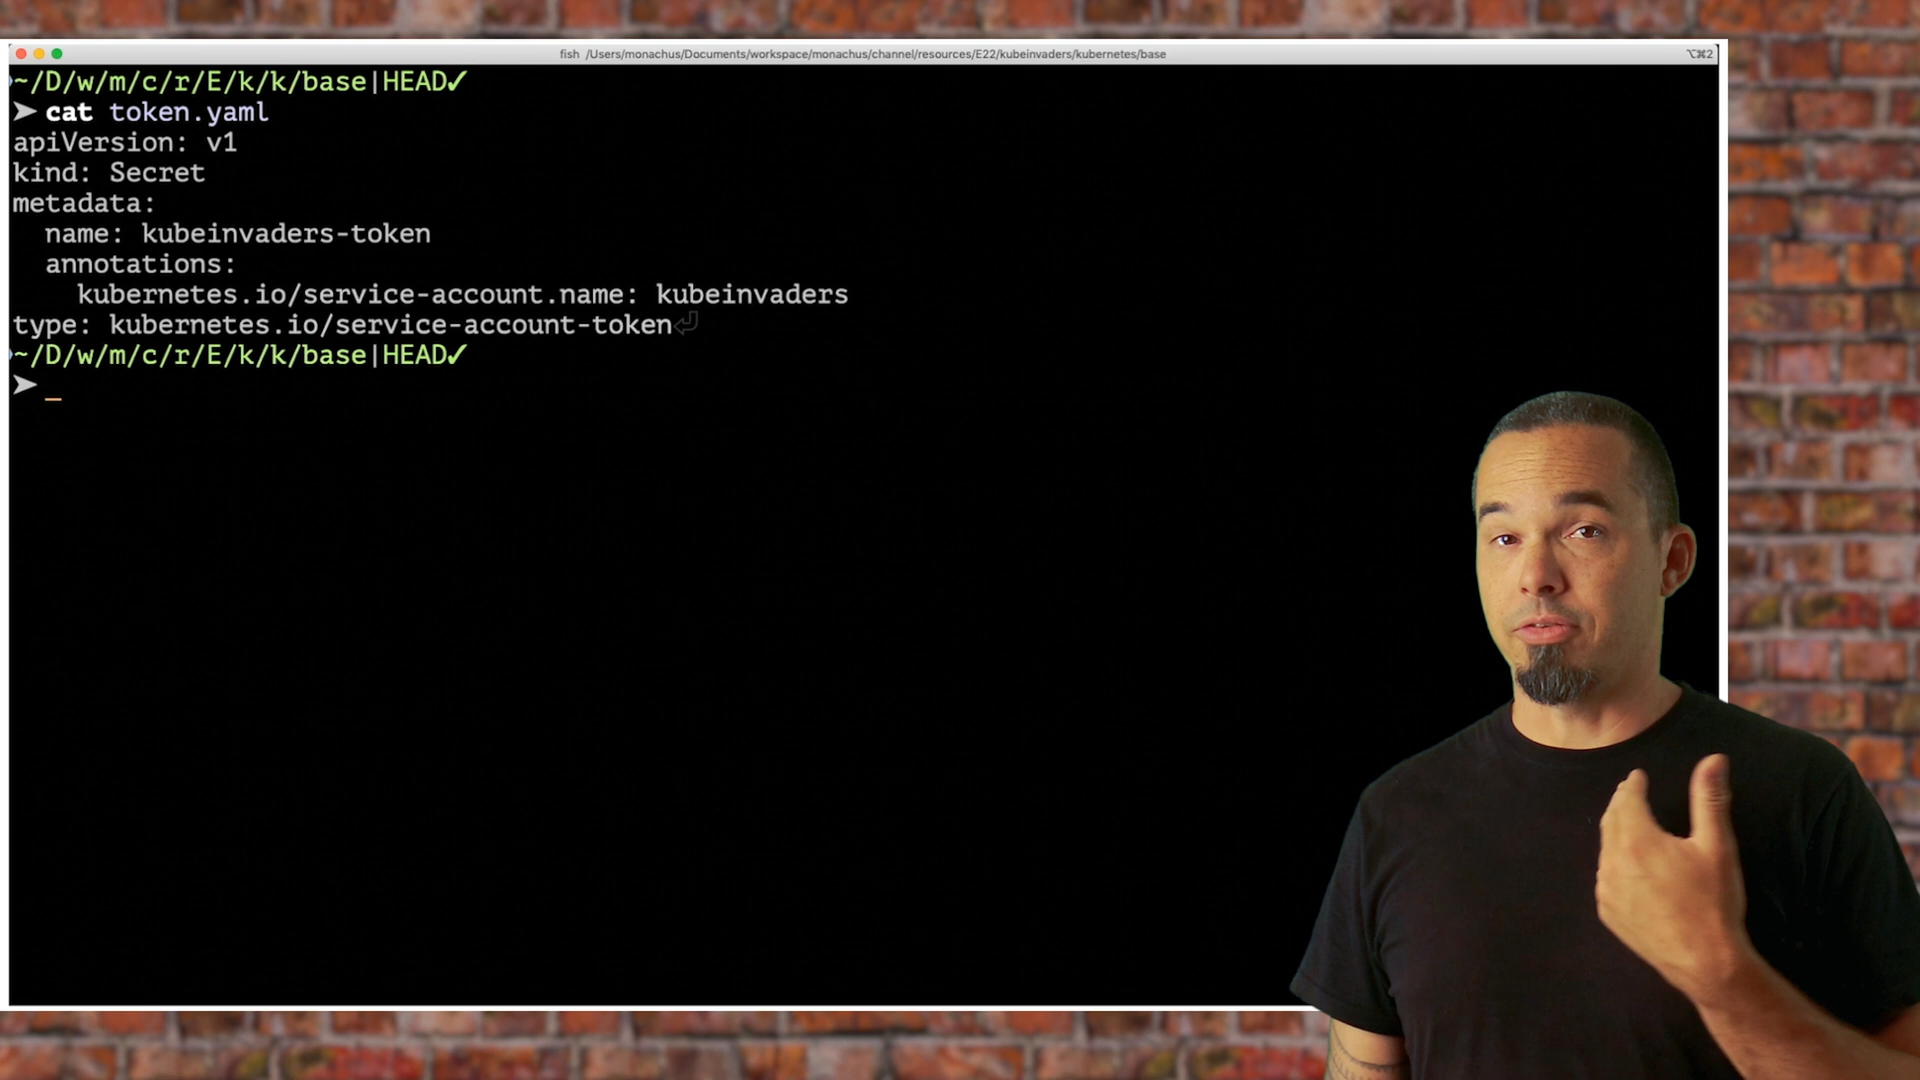 fish /Users/monachus/Documents/workspace/monachus/channel/resources/E22/kubeinvaders/kubernetes/base
⌥⌘2
~/D/w/m/c/r/E/k/k/base|HEAD✓
➤ cat token.yaml
apiVersion: v1
kind: Secret
metadata:
  name: kubeinvaders-token
  annotations:
    kubernetes.io/service-account.name: kubeinvaders
type: kubernetes.io/service-account-token⏎
~/D/w/m/c/r/E/k/k/base|HEAD✓
➤ _